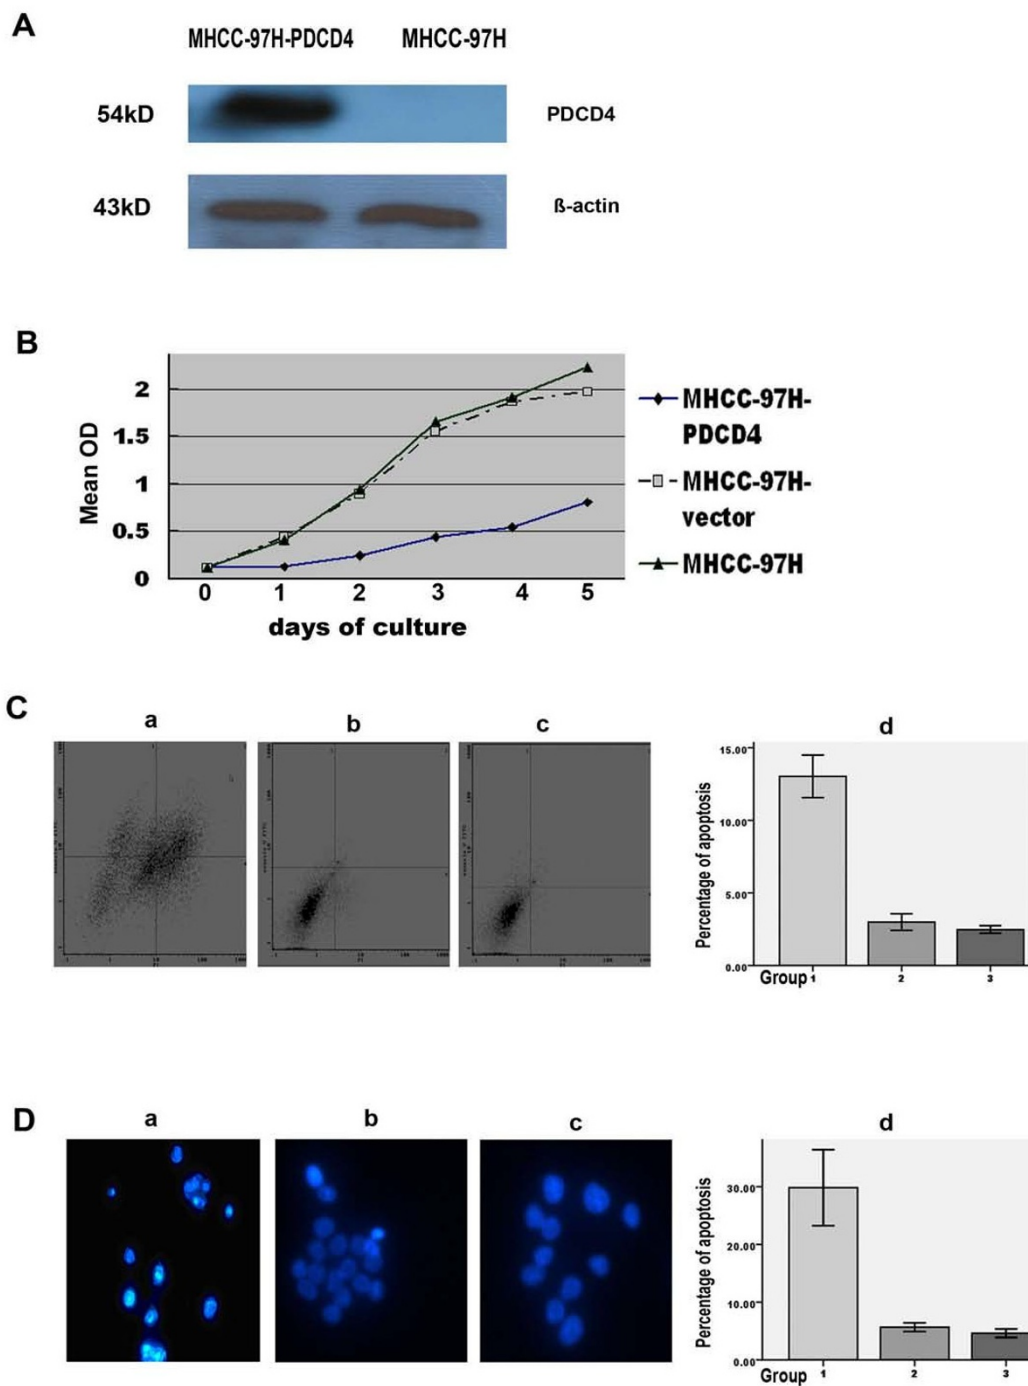 A
MHCC-97H-PDCD4 MHCC-97H
54kD PDCD4
43kD ß-actin
B
Mean OD
2
1.5
1
0.5
0
0 1 2 3 4 5
days of culture
MHCC-97H-
PDCD4
MHCC-97H-
vector
MHCC-97H
C
a b c d
Percentage of apoptosis
15.00
10.00
5.00
0.00
Group 1 2 3
D
a b c d
Percentage of apoptosis
30.00
20.00
10.00
0.00
Group 1 2 3